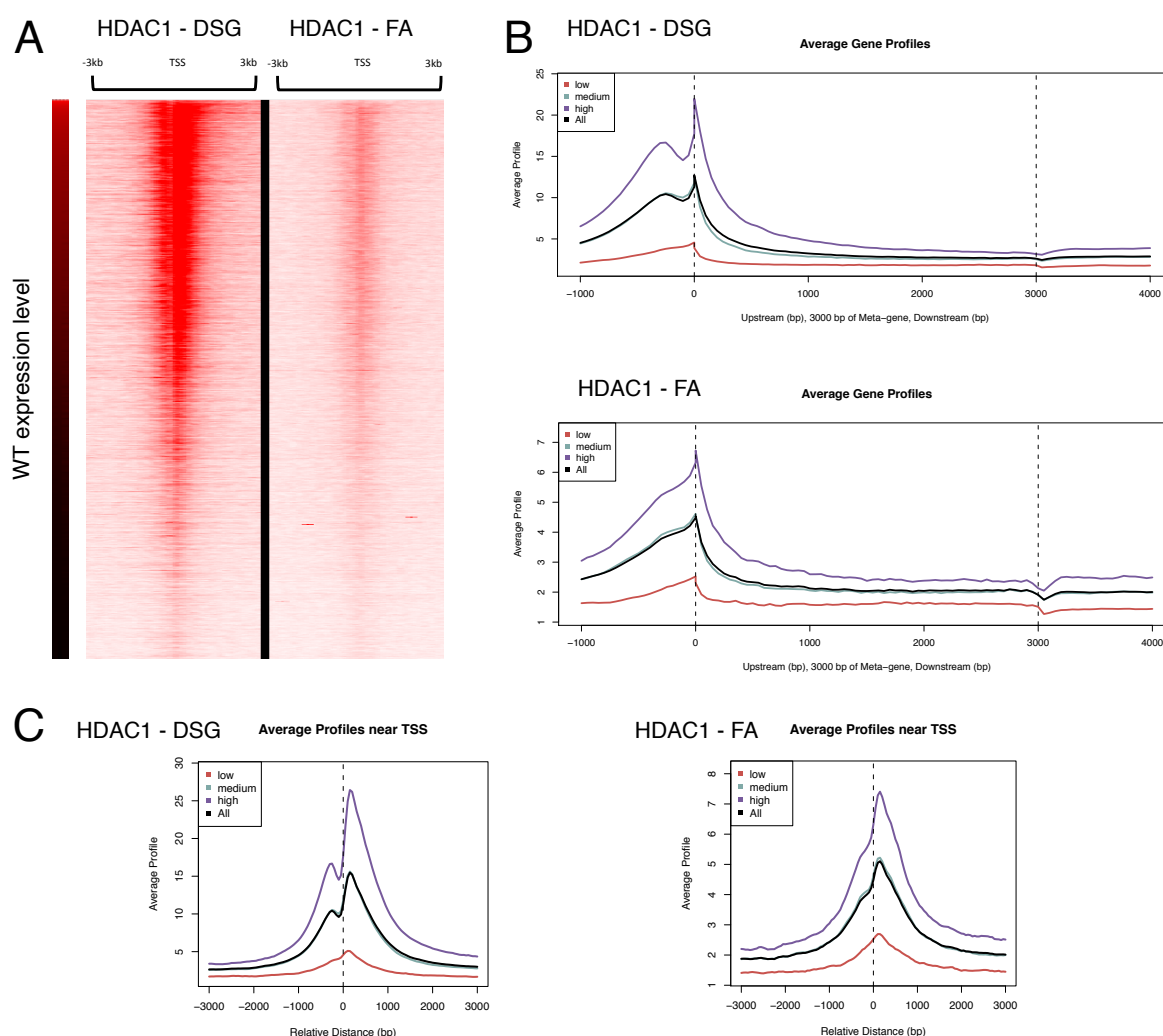 A
HDAC1 - DSG
HDAC1 - FA
-3kb
TSS
3kb
-3kb
TSS
3kb
WT expression level
B
HDAC1 - DSG
Average Gene Profiles
low
medium
high
All
Average Profile
5
10
15
20
25
−1000
0
1000
2000
3000
4000
Upstream (bp), 3000 bp of Meta-gene, Downstream (bp)
HDAC1 - FA
Average Gene Profiles
low
medium
high
All
Average Profile
1
2
3
4
5
6
7
−1000
0
1000
2000
3000
4000
Upstream (bp), 3000 bp of Meta-gene, Downstream (bp)
C
HDAC1 - DSG
Average Profiles near TSS
low
medium
high
All
Average Profile
5
10
15
20
25
30
−3000
−2000
−1000
0
1000
2000
3000
Relative Distance (bp)
HDAC1 - FA
Average Profiles near TSS
low
medium
high
All
Average Profile
1
2
3
4
5
6
7
8
−3000
−2000
−1000
0
1000
2000
3000
Relative Distance (bp)